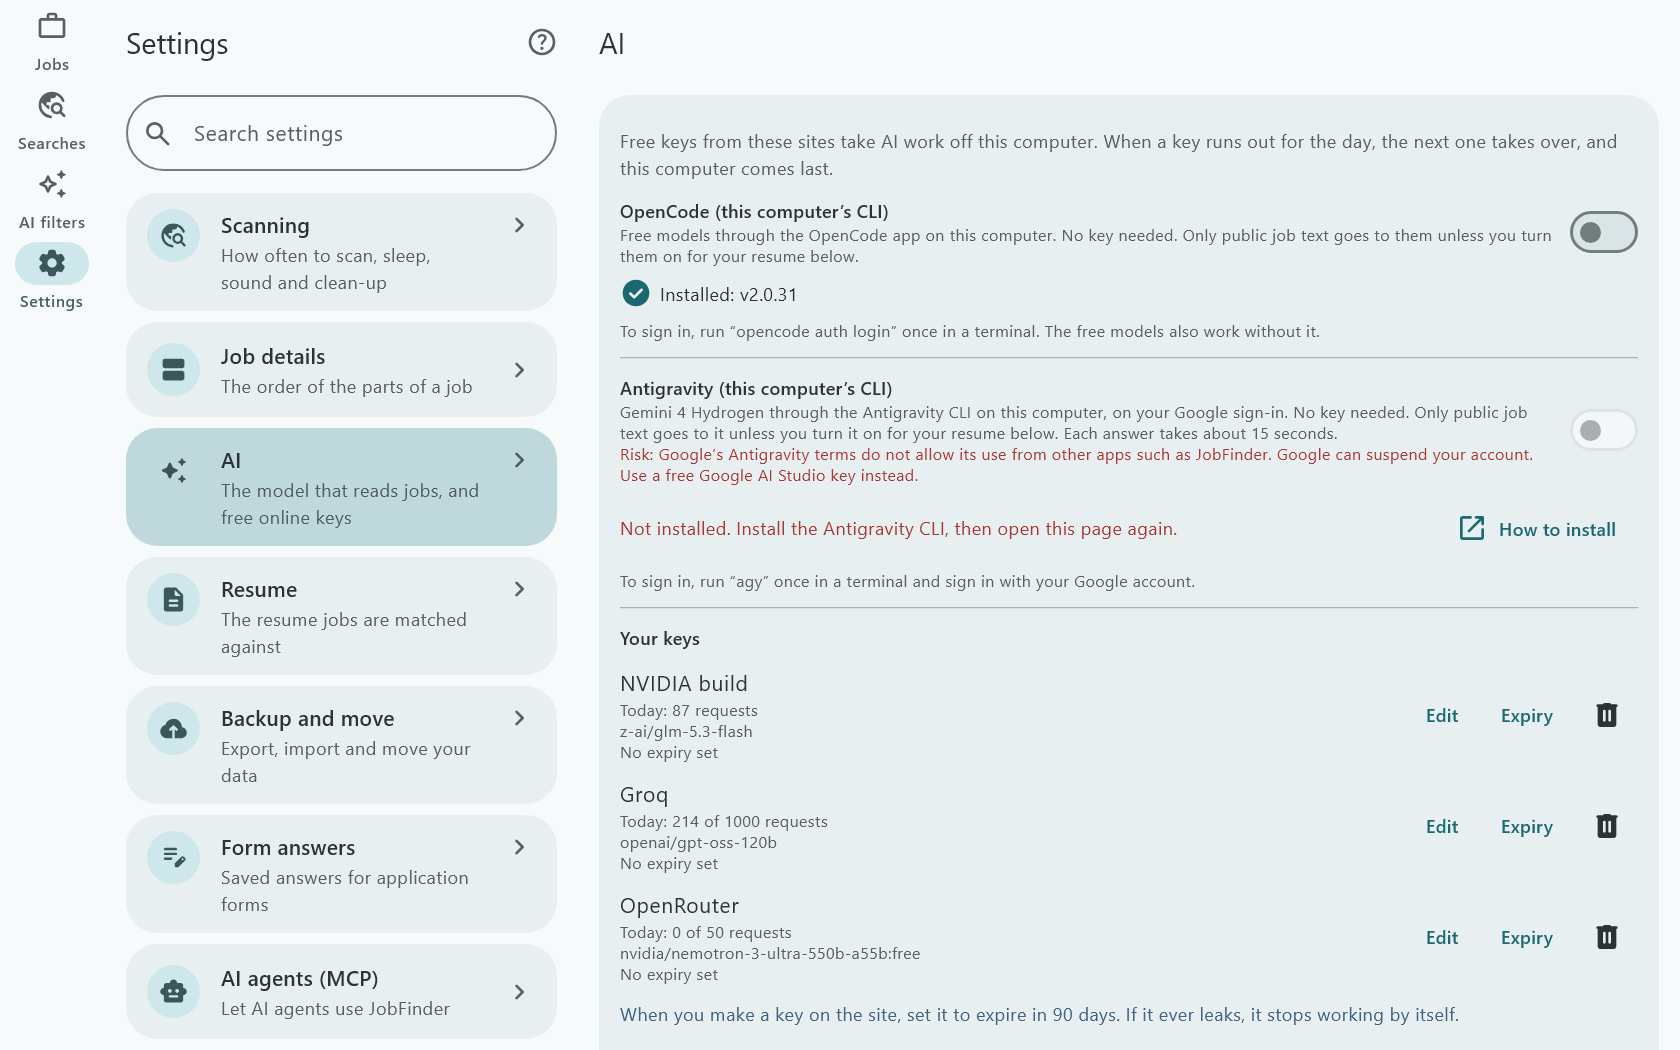 Jobs
Searches
AI filters
Settings
Settings
Search settings
Scanning
How often to scan, sleep,
sound and clean-up
Job details
The order of the parts of a job
AI
The model that reads jobs, and
free online keys
Resume
The resume jobs are matched
against
Backup and move
Export, import and move your
data
Form answers
Saved answers for application
forms
AI agents (MCP)
Let AI agents use JobFinder
AI
Free keys from these sites take AI work off this computer. When a key runs out for the day, the next one takes over, and
this computer comes last.
OpenCode (this computer’s CLI)
Free models through the OpenCode app on this computer. No key needed. Only public job text goes to them unless you turn
them on for your resume below.
Installed: v2.0.31
To sign in, run “opencode auth login” once in a terminal. The free models also work without it.
Antigravity (this computer’s CLI)
Gemini 4 Hydrogen through the Antigravity CLI on this computer, on your Google sign-in. No key needed. Only public job
text goes to it unless you turn it on for your resume below. Each answer takes about 15 seconds.
Risk: Google’s Antigravity terms do not allow its use from other apps such as JobFinder. Google can suspend your account.
Use a free Google AI Studio key instead.
Not installed. Install the Antigravity CLI, then open this page again.
How to install
To sign in, run “agy” once in a terminal and sign in with your Google account.
Your keys
NVIDIA build
Today: 87 requests
z-ai/glm-5.3-flash
No expiry set
Edit
Expiry
Groq
Today: 214 of 1000 requests
openai/gpt-oss-120b
No expiry set
Edit
Expiry
OpenRouter
Today: 0 of 50 requests
nvidia/nemotron-3-ultra-550b-a55b:free
No expiry set
Edit
Expiry
When you make a key on the site, set it to expire in 90 days. If it ever leaks, it stops working by itself.